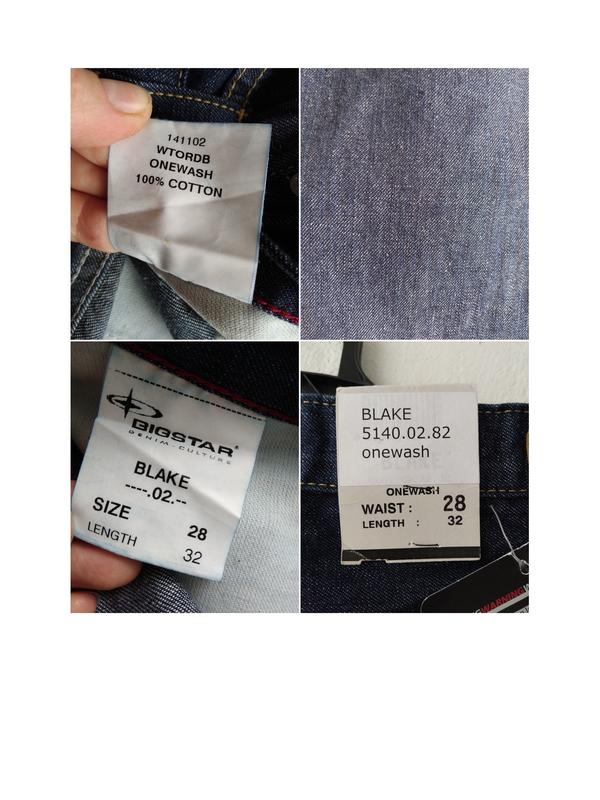 141102
WTORDB
ONEWASH
100% COTTON
BIGSTAR®
DENIM-CULTURE
BLAKE
----.02.--
SIZE 28
LENGTH 32
BLAKE
5140.02.82
onewash
ONEWASH
WAIST : 28
LENGTH : 32
WARNING